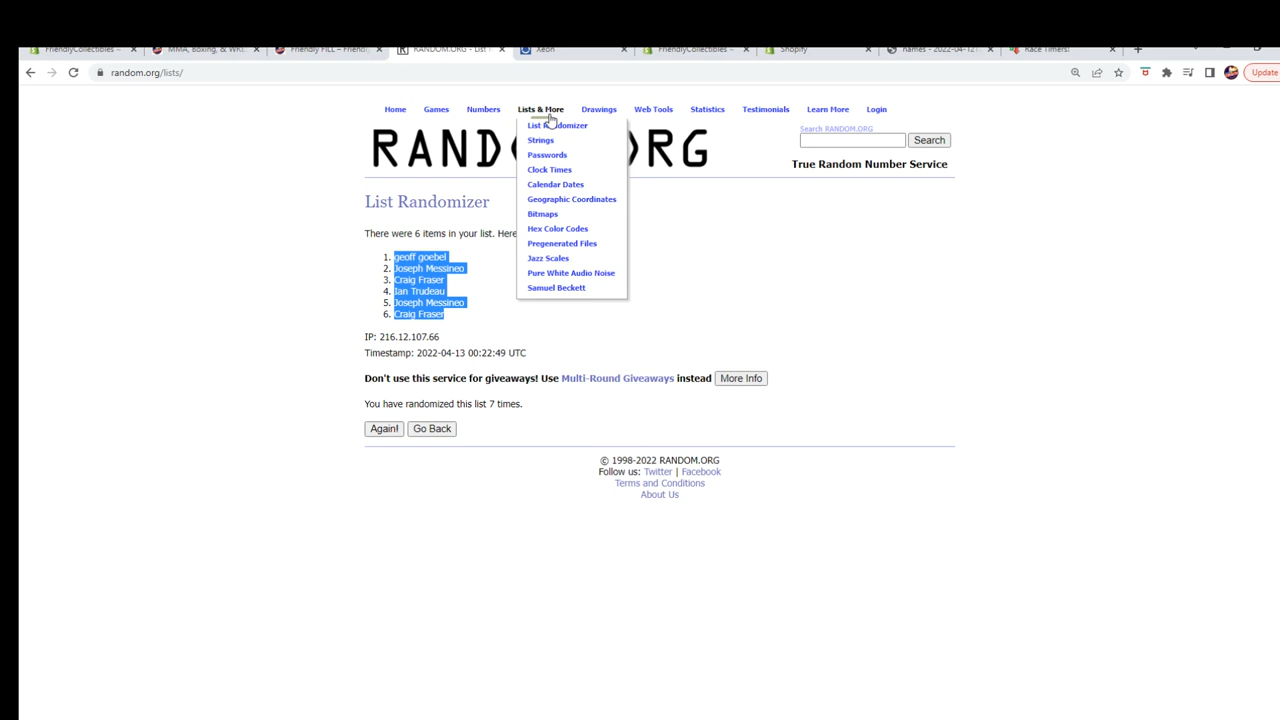 FriendlyCollectibles –
MMA, Boxing, & WR
Friendly FILL – Friend
RANDOM.ORG - List
Xeon
FriendlyCollectibles –
Shopify
names - 2022-04-12
Race Timers!
random.org/lists/
Update
Home Games Numbers Lists & More Drawings Web Tools Statistics Testimonials Learn More Login
List Randomizer
Strings
Passwords
Clock Times
Calendar Dates
Geographic Coordinates
Bitmaps
Hex Color Codes
Pregenerated Files
Jazz Scales
Pure White Audio Noise
Samuel Beckett
Search RANDOM.ORG
Search
True Random Number Service
List Randomizer
There were 6 items in your list. Here
1. geoff goebel
2. Joseph Messineo
3. Craig Fraser
4. Ian Trudeau
5. Joseph Messineo
6. Craig Fraser
IP: 216.12.107.66
Timestamp: 2022-04-13 00:22:49 UTC
Don't use this service for giveaways! Use Multi-Round Giveaways instead More Info
You have randomized this list 7 times.
Again! Go Back
© 1998-2022 RANDOM.ORG
Follow us: Twitter | Facebook
Terms and Conditions
About Us